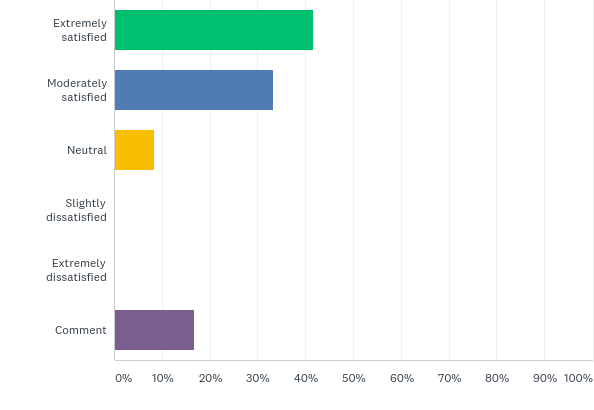 Extremely
satisfied
Moderately
satisfied
Neutral
Slightly
dissatisfied
Extremely
dissatisfied
Comment
0% 10% 20% 30% 40% 50% 60% 70% 80% 90% 100%